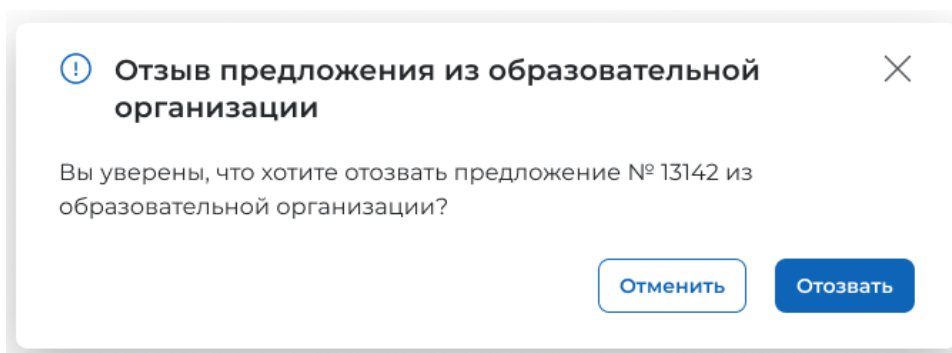 Отзыв предложения из образовательной
организации
Вы уверены, что хотите отозвать предложение № 13142 из
образовательной организации?
Отменить
Отозвать